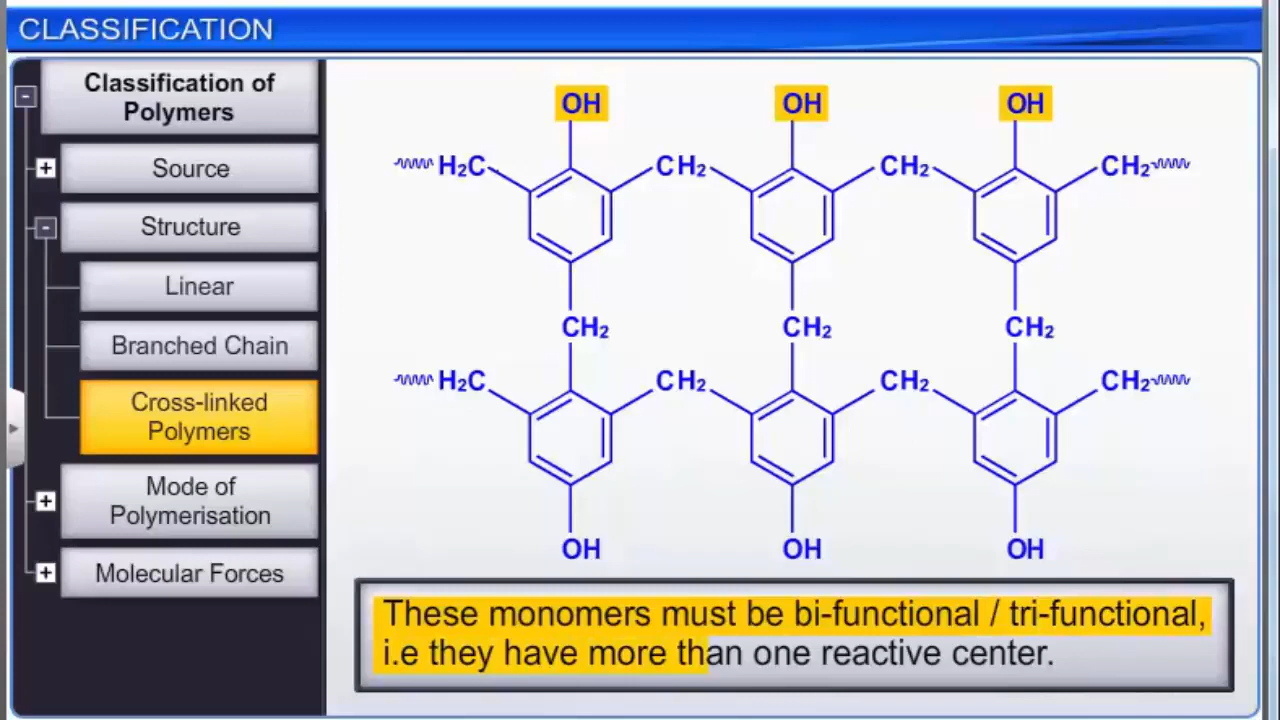 CLASSIFICATION
-
Classification of
Polymers
+
Source
-
Structure
Linear
Branched Chain
Cross-linked
Polymers
+
Mode of
Polymerisation
+
Molecular Forces
OH OH OH
H₂C CH₂ CH₂ CH₂
CH₂ CH₂ CH₂
H₂C CH₂ CH₂ CH₂
OH OH OH
These monomers must be bi-functional / tri-functional,
i.e they have more than one reactive center.